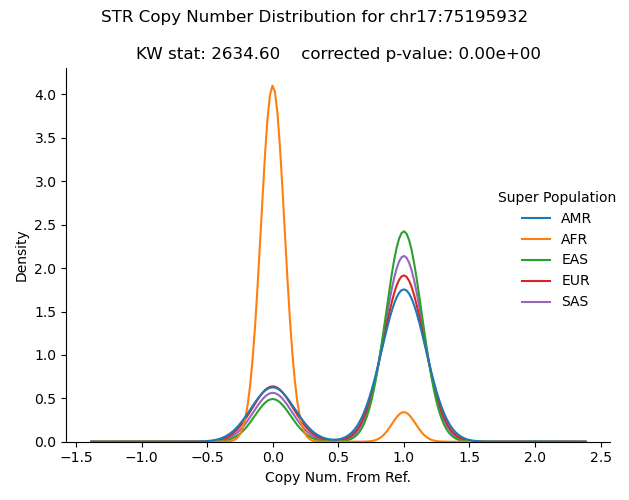 STR Copy Number Distribution for chr17:75195932
KW stat: 2634.60    corrected p-value: 0.00e+00
4.0
3.5
3.0
2.5
2.0
1.5
1.0
0.5
0.0
Density
−1.5
−1.0
−0.5
0.0
0.5
1.0
1.5
2.0
2.5
Copy Num. From Ref.
Super Population
AMR
AFR
EAS
EUR
SAS